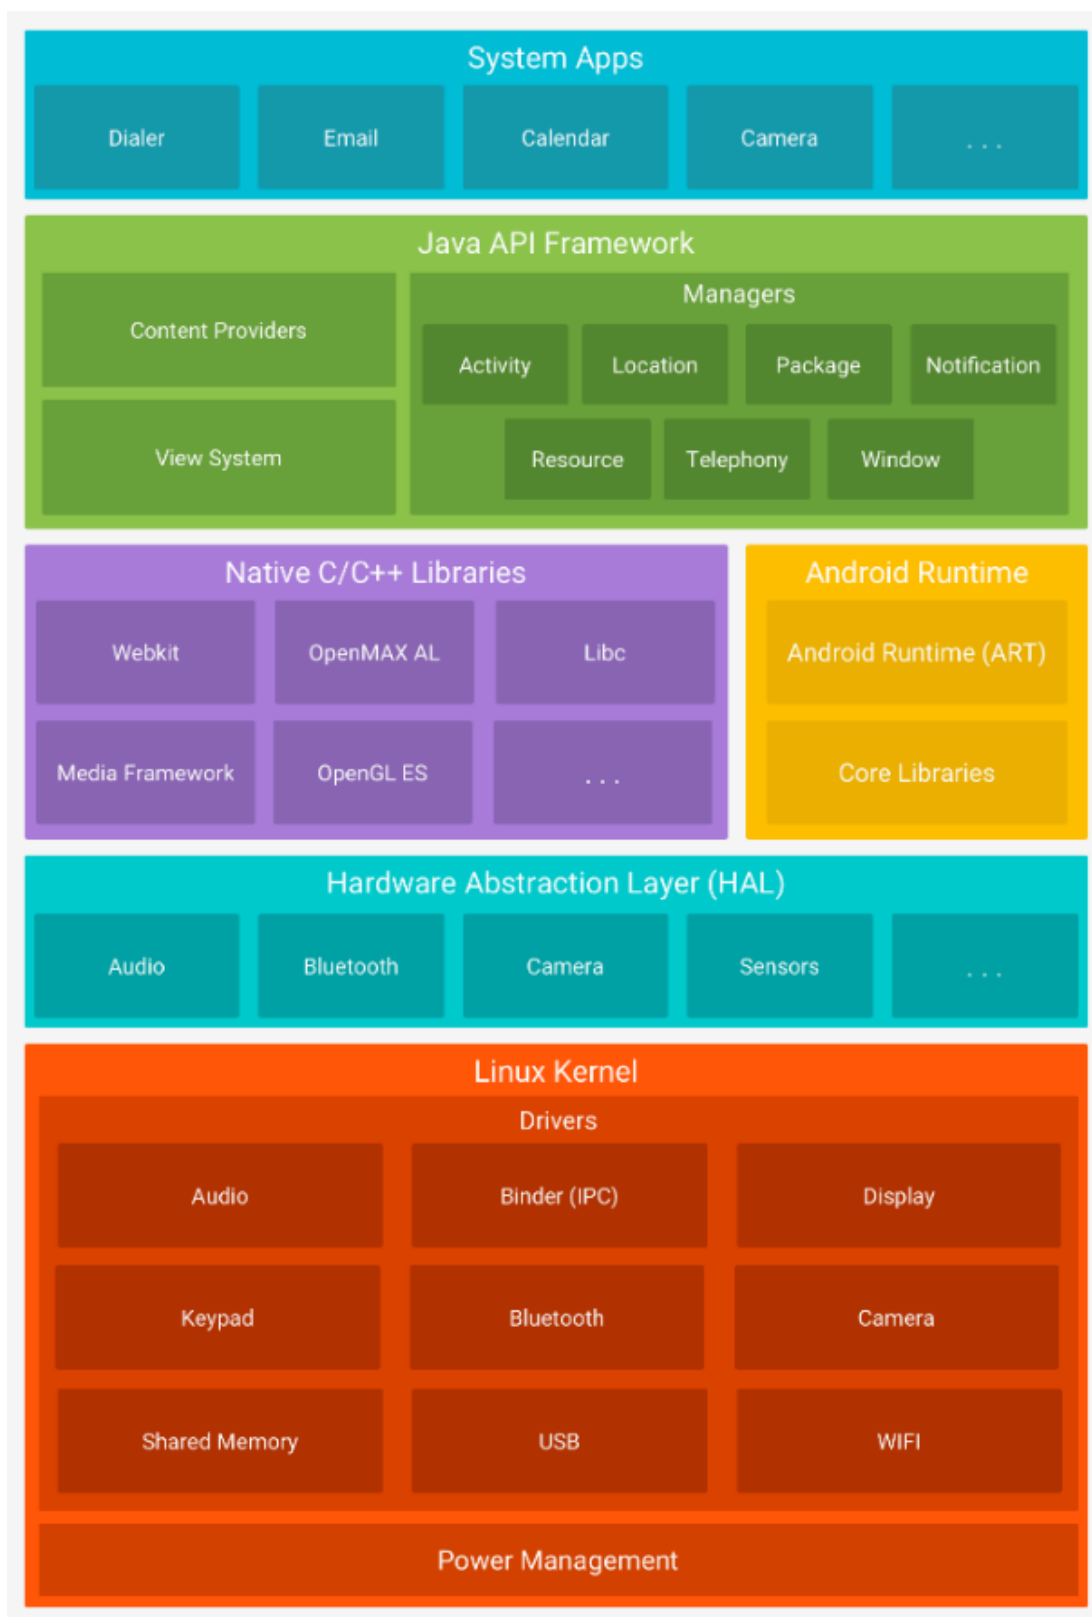 System Apps
Dialer
Email
Calendar
Camera
. . .
Java API Framework
Content Providers
View System
Managers
Activity
Location
Package
Notification
Resource
Telephony
Window
Native C/C++ Libraries
Webkit
OpenMAX AL
Libc
Media Framework
OpenGL ES
. . .
Android Runtime
Android Runtime (ART)
Core Libraries
Hardware Abstraction Layer (HAL)
Audio
Bluetooth
Camera
Sensors
. . .
Linux Kernel
Drivers
Audio
Binder (IPC)
Display
Keypad
Bluetooth
Camera
Shared Memory
USB
WIFI
Power Management